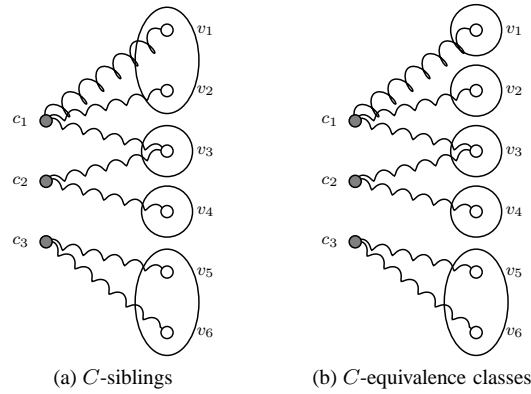 v1
v2
c1
v3
c2
v4
c3
v5
v6
(a) C-siblings
v1
v2
c1
v3
c2
v4
c3
v5
v6
(b) C-equivalence classes